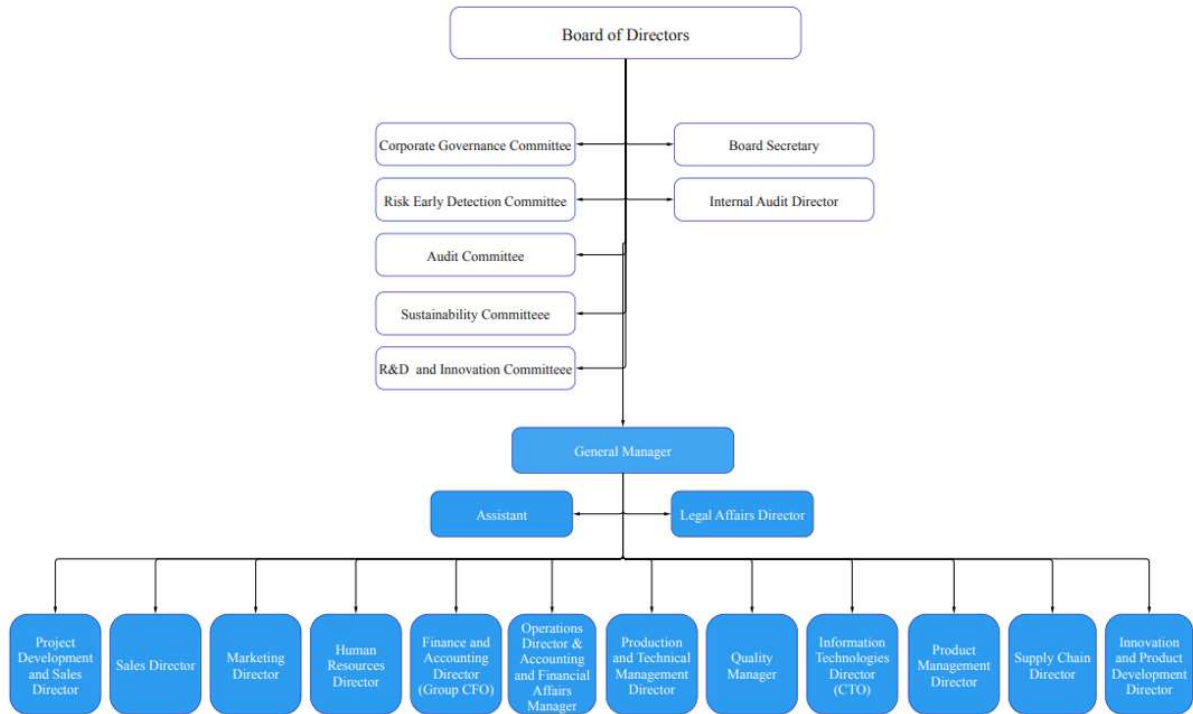 Board of Directors
Corporate Governance Committee
Board Secretary
Risk Early Detection Committee
Internal Audit Director
Audit Committee
Sustainability Committeee
R&D and Innovation Committeee
General Manager
Assistant
Legal Affairs Director
Project
Development
and Sales
Director
Sales Director
Marketing
Director
Human
Resources
Director
Finance and
Accounting
Director
(Group CFO)
Operations
Director &
Accounting
and Financial
Affairs
Manager
Production
and Technical
Management
Director
Quality
Manager
Information
Technologies
Director
(CTO)
Product
Management
Director
Supply Chain
Director
Innovation
and Product
Development
Director